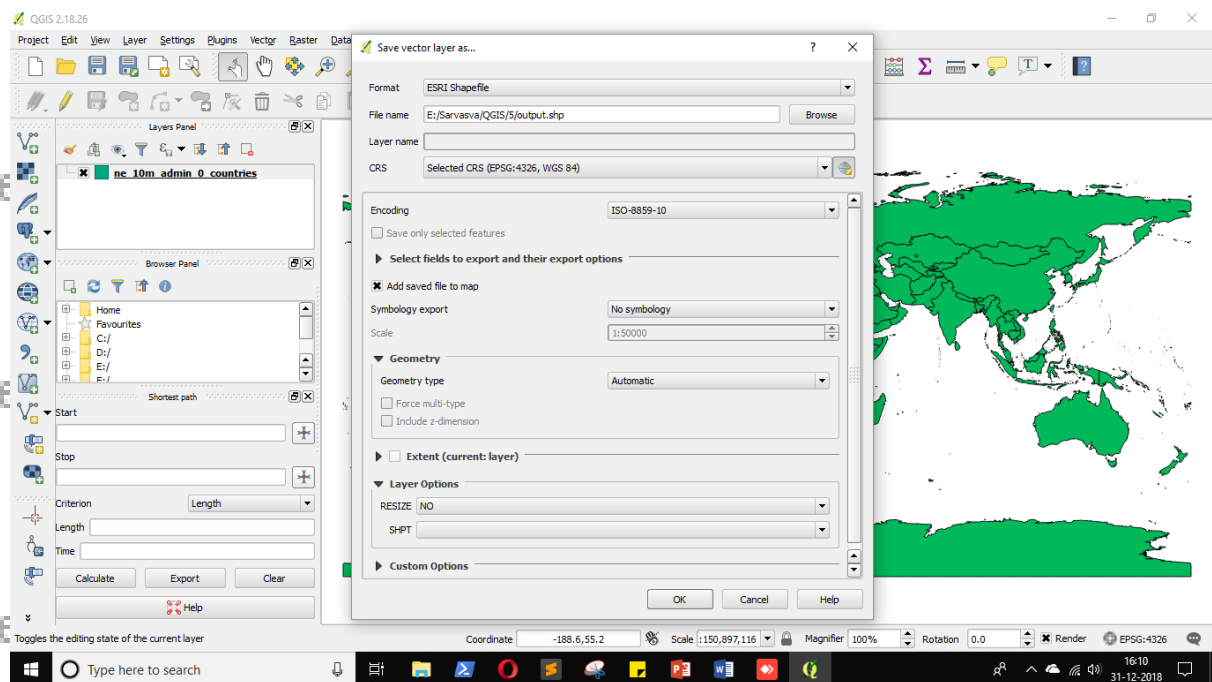 QGIS 2.18.26
Project Edit View Layer Settings Plugins Vector Raster Data
Layers Panel
ne_10m_admin_0_countries
Browser Panel
Home
Favourites
C:/
D:/
E:/
F:/
Shortest path
Start
Stop
Criterion Length
Length
Time
Calculate Export Clear
Help
Save vector layer as...
? 
Format ESRI Shapefile
File name E:/Sarvasva/QGIS/5/output.shp Browse
Layer name
CRS Selected CRS (EPSG:4326, WGS 84)
Encoding ISO-8859-10
Save only selected features
Select fields to export and their export options
Add saved file to map
Symbology export No symbology
Scale 1:50000
Geometry
Geometry type Automatic
Force multi-type
Include z-dimension
Extent (current: layer)
Layer Options
RESIZE NO
SHPT
Custom Options
OK Cancel Help
Toggles the editing state of the current layer Coordinate -188.6,55.2 Scale :150,897,116 Magnifier 100% Rotation 0.0 Render EPSG:4326
Type here to search
16:10
31-12-2018